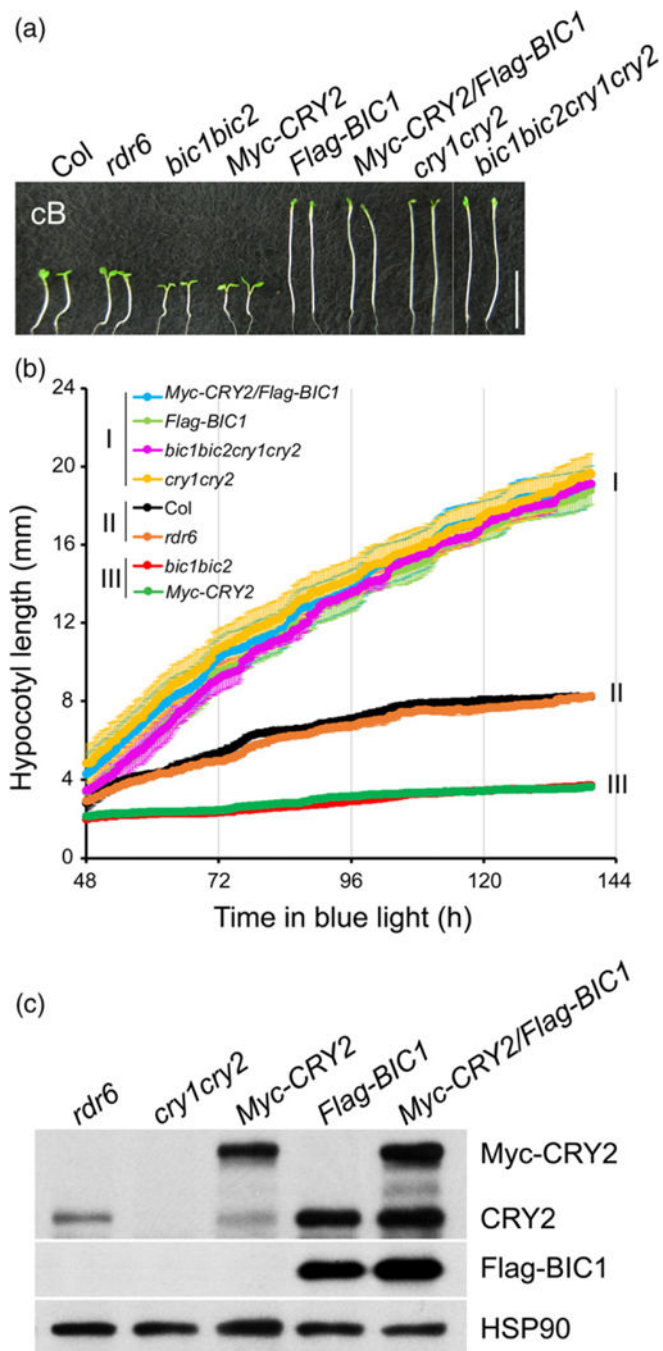 (a)
Col
rdr6
bic1bic2
Myc-CRY2
Flag-BIC1
Myc-CRY2/Flag-BIC1
cry1cry2
bic1bic2cry1cry2
cB
(b)
24
20
16
12
8
4
0
Hypocotyl length (mm)
I
Myc-CRY2/Flag-BIC1
Flag-BIC1
bic1bic2cry1cry2
cry1cry2
II
Col
rdr6
III
bic1bic2
Myc-CRY2
I
II
III
48
72
96
120
144
Time in blue light (h)
(c)
rdr6
cry1cry2
Myc-CRY2
Flag-BIC1
Myc-CRY2/Flag-BIC1
Myc-CRY2
CRY2
Flag-BIC1
HSP90